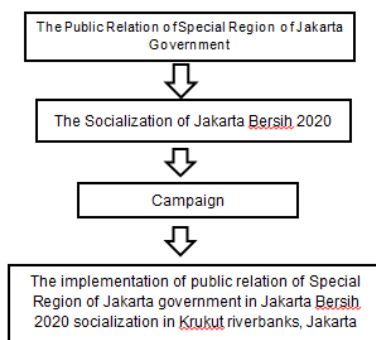 The Public Relation of Special Region of Jakarta
Government
The Socialization of Jakarta Bersih 2020
Campaign
The implementation of public relation of Special
Region of Jakarta government in Jakarta Bersih
2020 socialization in Krukut riverbanks, Jakarta